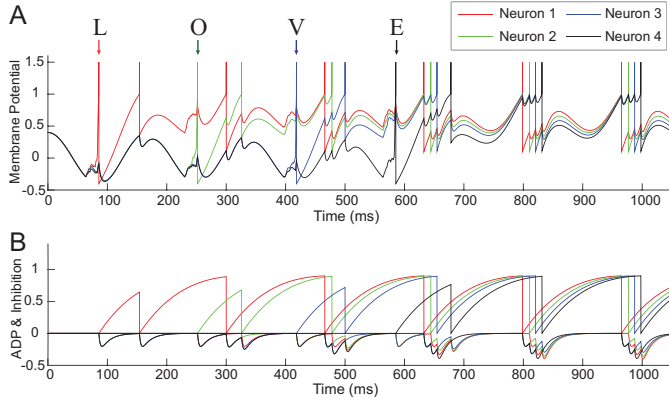 A
L O V E
Neuron 1 Neuron 3
Neuron 2 Neuron 4
Membrane Potential
1.5
1
0.5
0
-0.5
0 100 200 300 400 500 600 700 800 900 1000
Time (ms)
B
ADP & Inhibition
1
0.5
0
-0.5
0 100 200 300 400 500 600 700 800 900 1000
Time (ms)